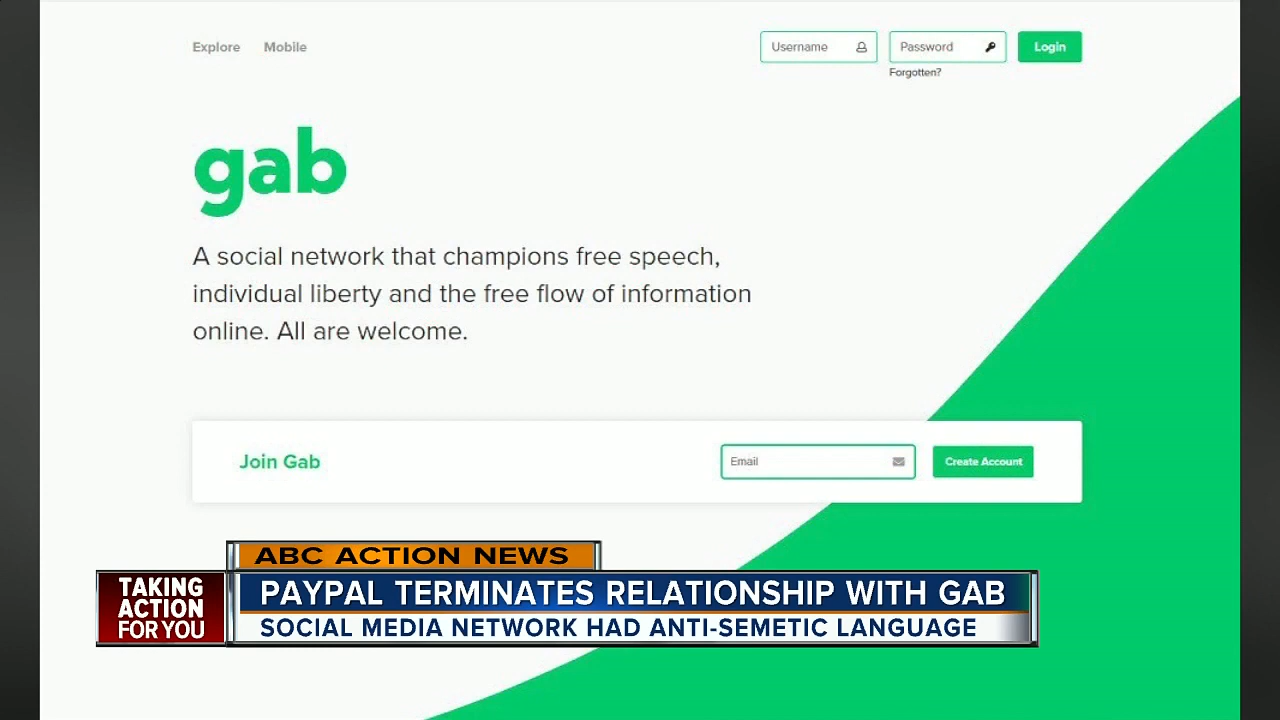 Explore Mobile Username Password Login
Forgotten?
gab
A social network that champions free speech,
individual liberty and the free flow of information
online. All are welcome.
Join Gab Email Create Account
ABC ACTION NEWS
TAKING
ACTION
FOR YOU
PAYPAL TERMINATES RELATIONSHIP WITH GAB
SOCIAL MEDIA NETWORK HAD ANTI-SEMETIC LANGUAGE